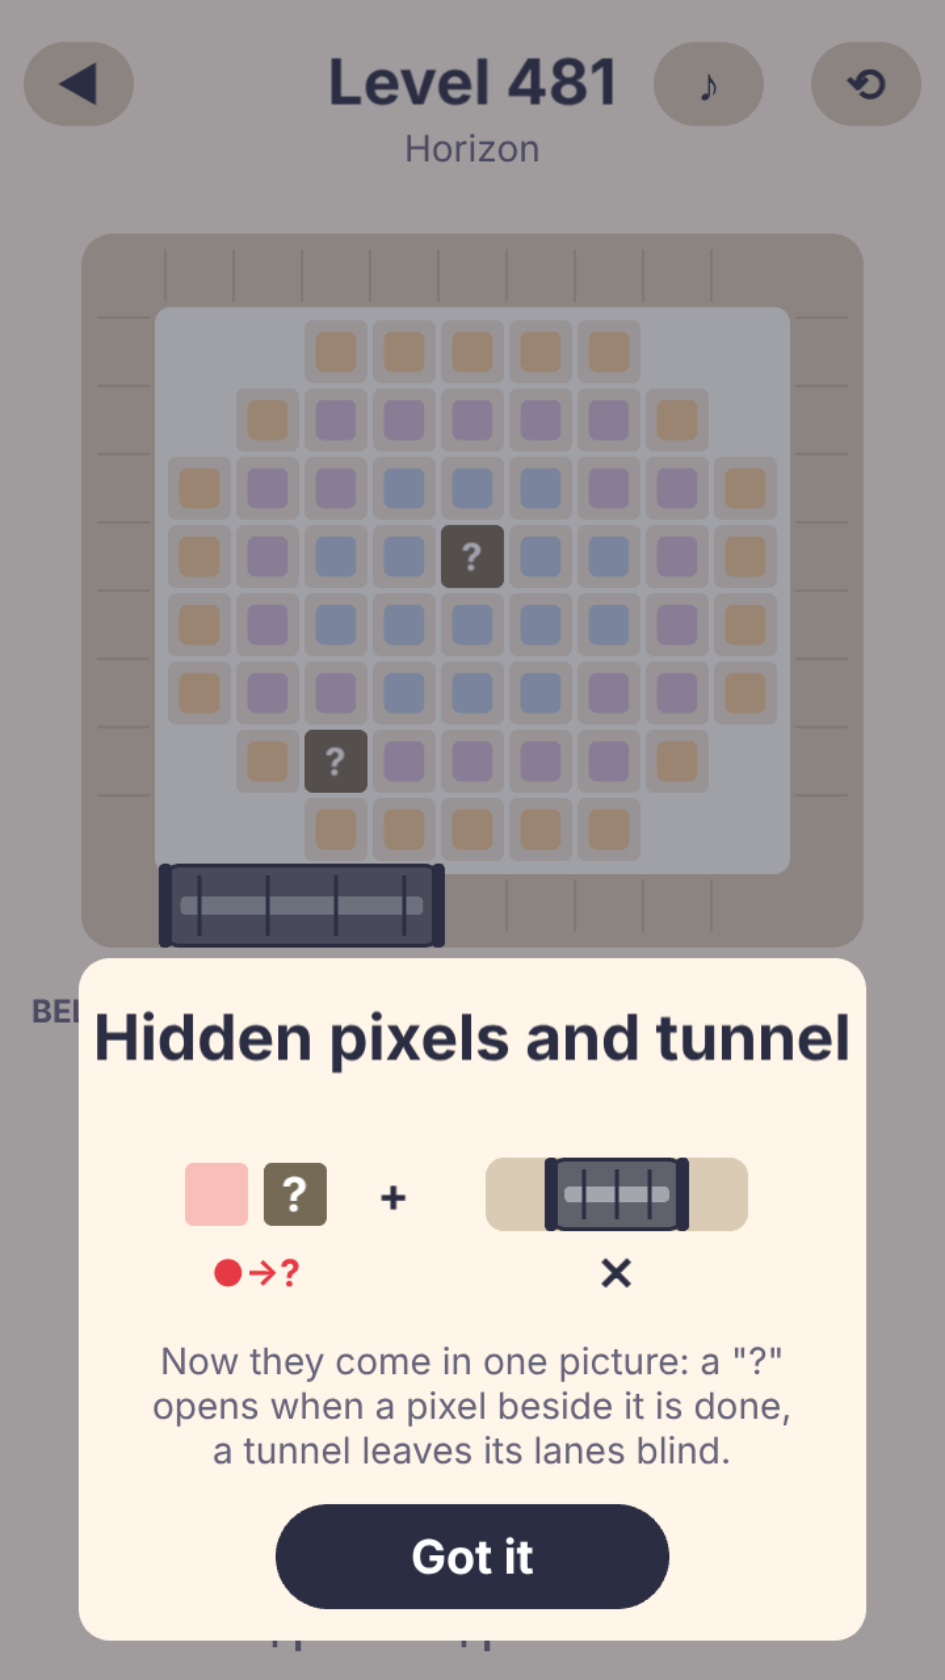 Level 481
Horizon
?
?
Hidden pixels and tunnel
?
+
→?
×
Now they come in one picture: a "?"
opens when a pixel beside it is done,
a tunnel leaves its lanes blind.
Got it